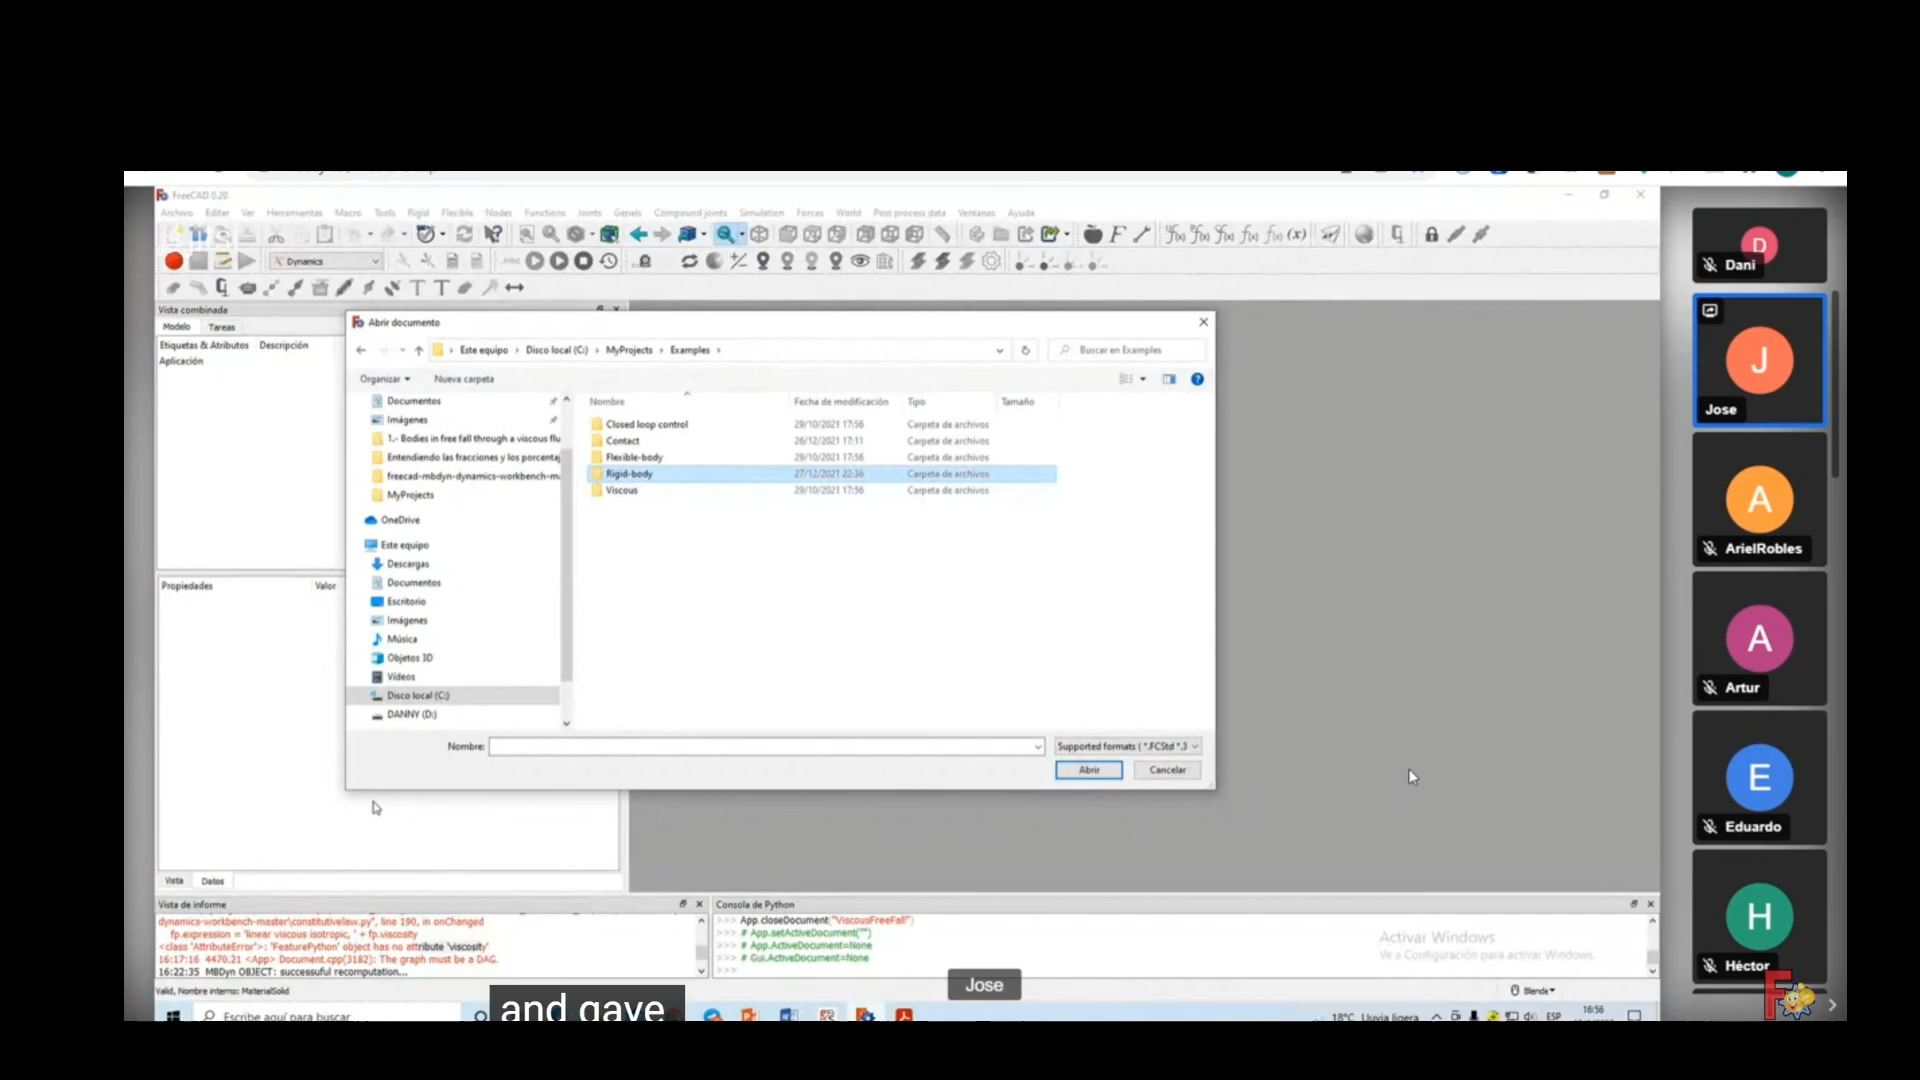 FreeCAD 0.20
Archivo Editar Ver Herramientas Macro Tools Rigid Flexible Nodes Functions Joints Genels Compound joints Simulation Forces World Post process data Ventanas Ayuda
Dynamics
Vista combinada
Modelo Tareas
Etiquetas & Atributos Descripción
Aplicación
Propiedades Valor
Abrir documento
Este equipo > Disco local (C:) > MyProjects > Examples >
Buscar en Examples
Organizar Nueva carpeta
Documentos
Imágenes
1.- Bodies in free fall through a viscous flu
Entendiendo las fracciones y los porcentaj
freecad-mbdyn-dynamics-workbench-m
MyProjects
OneDrive
Este equipo
Descargas
Documentos
Escritorio
Imágenes
Música
Objetos 3D
Vídeos
Disco local (C:)
DANNY (D:)
Nombre Fecha de modificación Tipo Tamaño
Closed loop control 29/10/2021 17:56 Carpeta de archivos
Contact 26/12/2021 17:11 Carpeta de archivos
Flexible-body 29/10/2021 17:56 Carpeta de archivos
Rigid-body 27/12/2021 22:36 Carpeta de archivos
Viscous 29/10/2021 17:56 Carpeta de archivos
Nombre: Supported formats ( *.FCStd *.3
Abrir Cancelar
Vista Datos
Vista de informe
dynamics-workbench-master\constitutivelaw.py", line 190, in onChanged
fp.expression = 'linear viscous isotropic, ' + fp.viscosity
<class 'AttributeError'>: 'FeaturePython' object has no attribute 'viscosity'
16:17:16 4470.21 <App> Document.cpp(3182): The graph must be a DAG.
16:22:35 MBDyn OBJECT: successuful recomputation...
Consola de Python
>>> App.closeDocument("ViscousFreeFall")
>>> # App.setActiveDocument("")
>>> # App.ActiveDocument=None
>>> # Gui.ActiveDocument=None
>>>
Activar Windows
Ve a Configuración para activar Windows.
Valid, Nombre interno: MaterialSolid
Blender
Escribe aquí para buscar
18°C Lluvia ligera
ESP
16:56
and gave
Jose
D
Dani
J
Jose
A
ArielRobles
A
Artur
E
Eduardo
H
Héctor